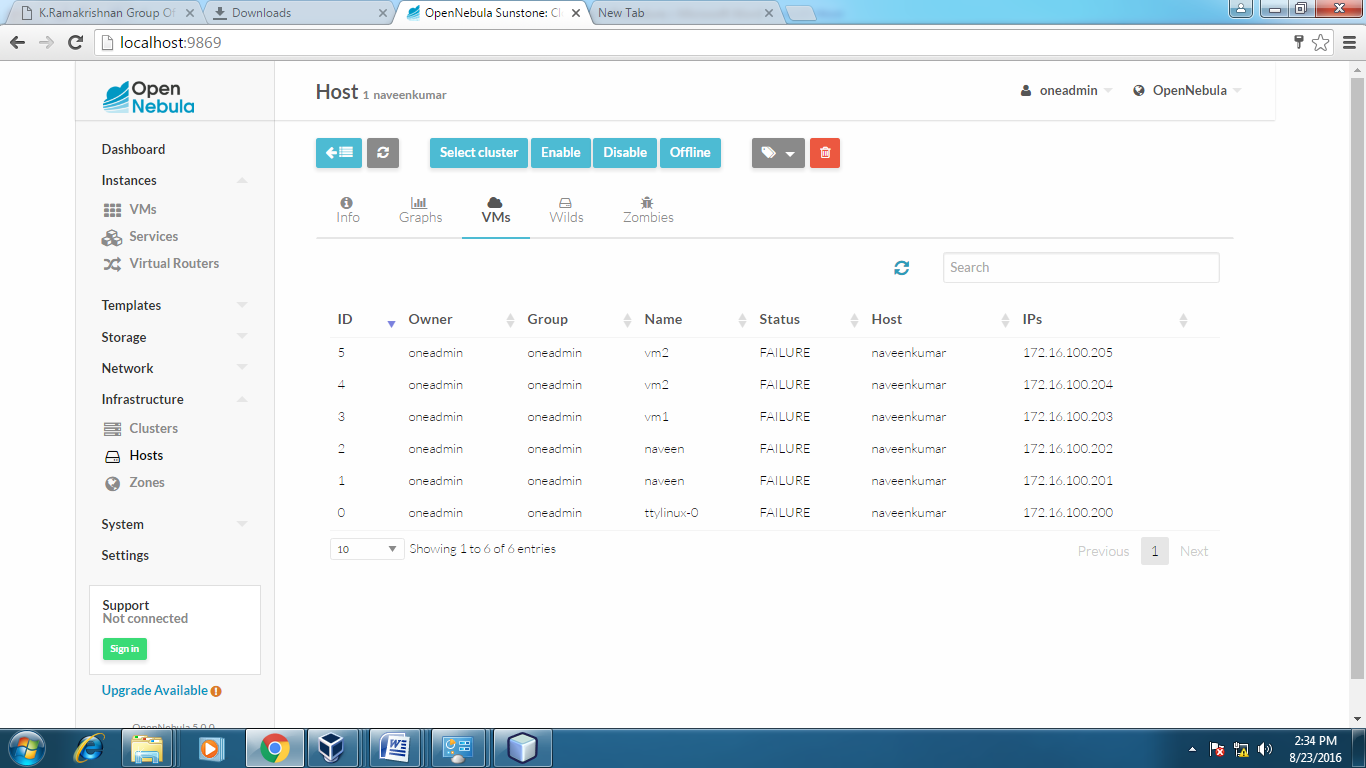 K.Ramakrishnan Group Of
Downloads
OpenNebula Sunstone: Cl
New Tab
localhost:9869
Open
Nebula
Host 1 naveenkumar
oneadmin
OpenNebula
Select cluster
Enable
Disable
Offline
Dashboard
Instances
VMs
Services
Virtual Routers
Templates
Storage
Network
Infrastructure
Clusters
Hosts
Zones
System
Settings
Support
Not connected
Sign in
Upgrade Available
Info
Graphs
VMs
Wilds
Zombies
Search
ID Owner Group Name Status Host IPs
5 oneadmin oneadmin vm2 FAILURE naveenkumar 172.16.100.205
4 oneadmin oneadmin vm2 FAILURE naveenkumar 172.16.100.204
3 oneadmin oneadmin vm1 FAILURE naveenkumar 172.16.100.203
2 oneadmin oneadmin naveen FAILURE naveenkumar 172.16.100.202
1 oneadmin oneadmin naveen FAILURE naveenkumar 172.16.100.201
0 oneadmin oneadmin ttylinux-0 FAILURE naveenkumar 172.16.100.200
10 Showing 1 to 6 of 6 entries
Previous 1 Next
2:34 PM
8/23/2016